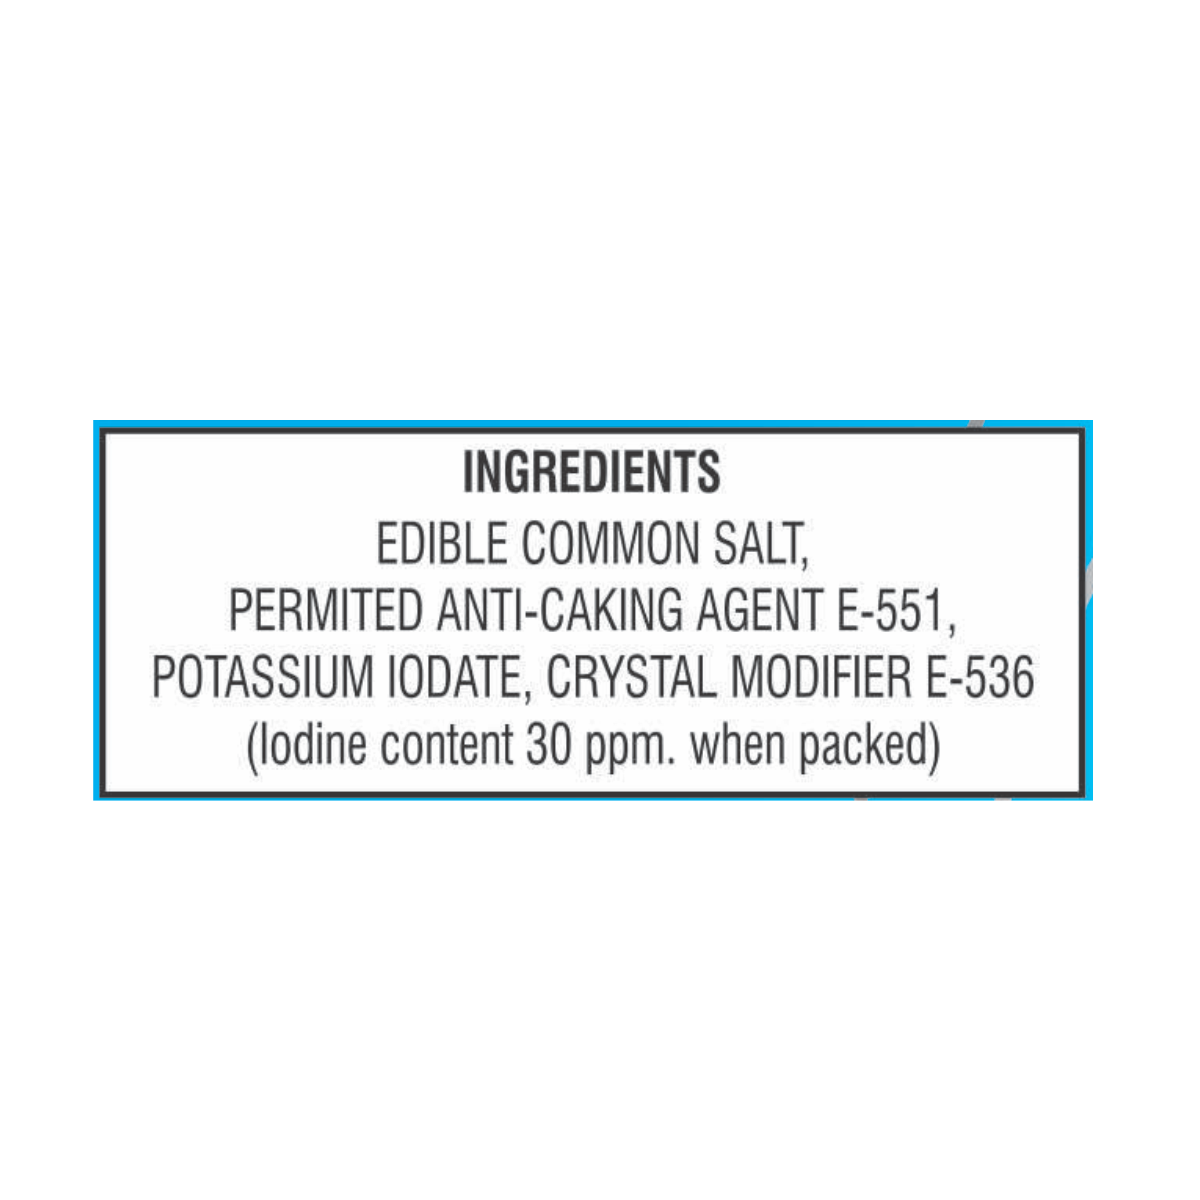 INGREDIENTS
EDIBLE COMMON SALT,
PERMITED ANTI-CAKING AGENT E-551,
POTASSIUM IODATE, CRYSTAL MODIFIER E-536
(Iodine content 30 ppm. when packed)